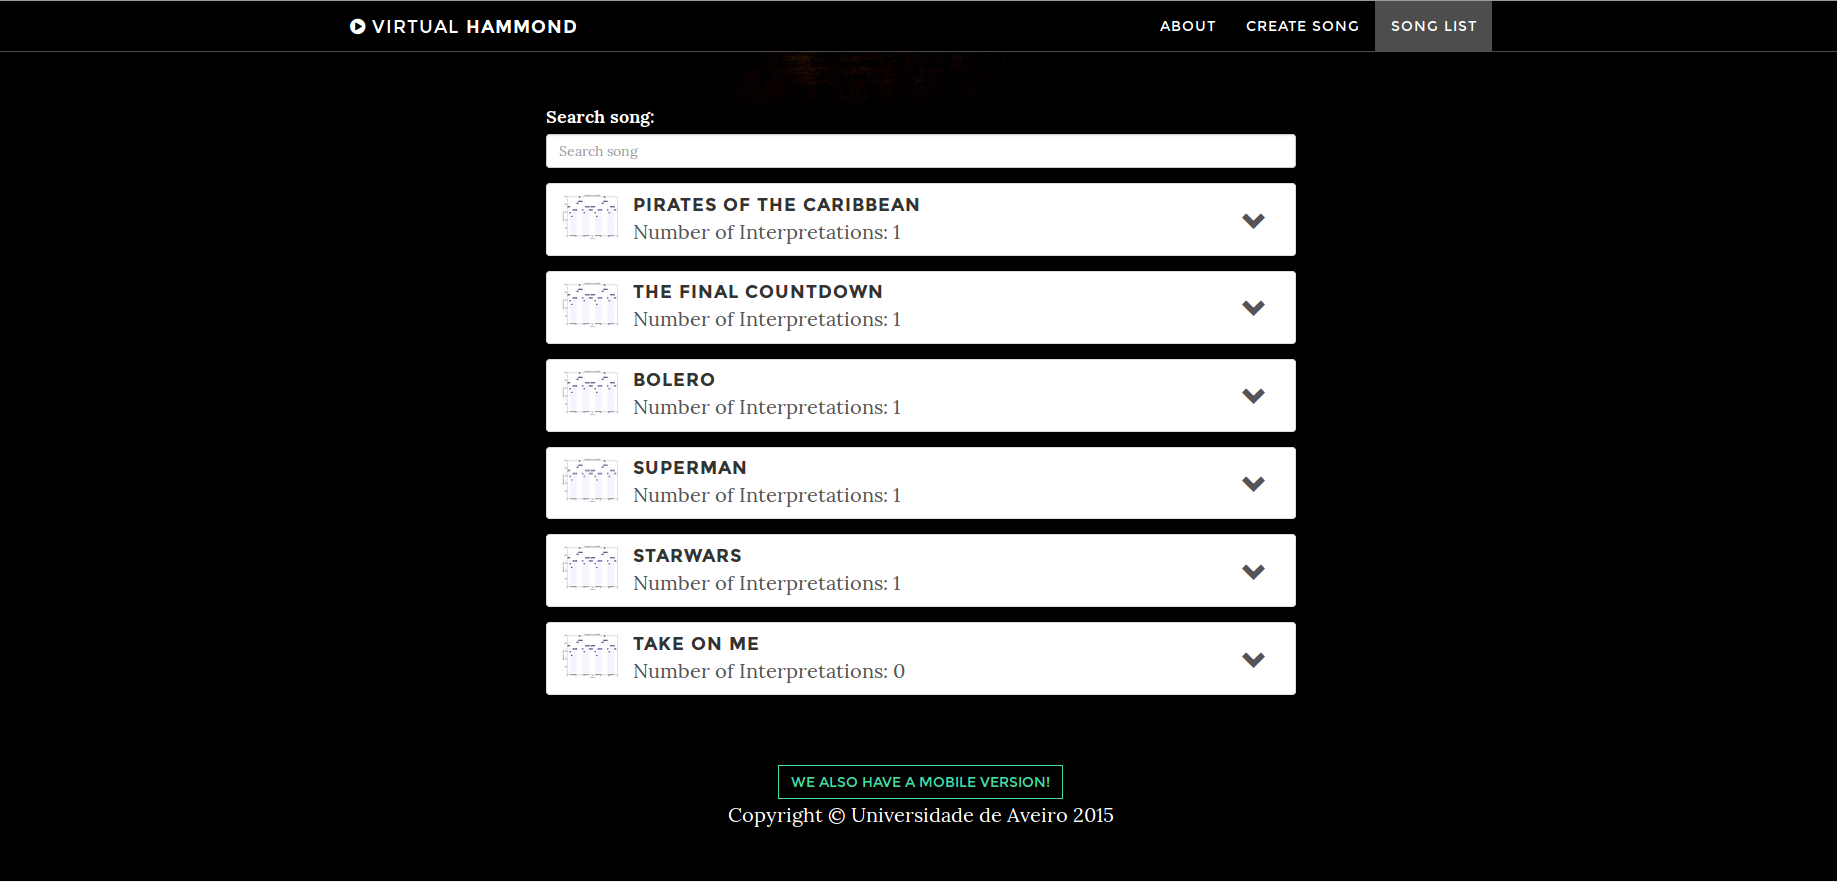 VIRTUAL HAMMOND
ABOUT
CREATE SONG
SONG LIST
Search song:
Search song
PIRATES OF THE CARIBBEAN
Number of Interpretations: 1
THE FINAL COUNTDOWN
Number of Interpretations: 1
BOLERO
Number of Interpretations: 1
SUPERMAN
Number of Interpretations: 1
STARWARS
Number of Interpretations: 1
TAKE ON ME
Number of Interpretations: 0
WE ALSO HAVE A MOBILE VERSION!
Copyright © Universidade de Aveiro 2015